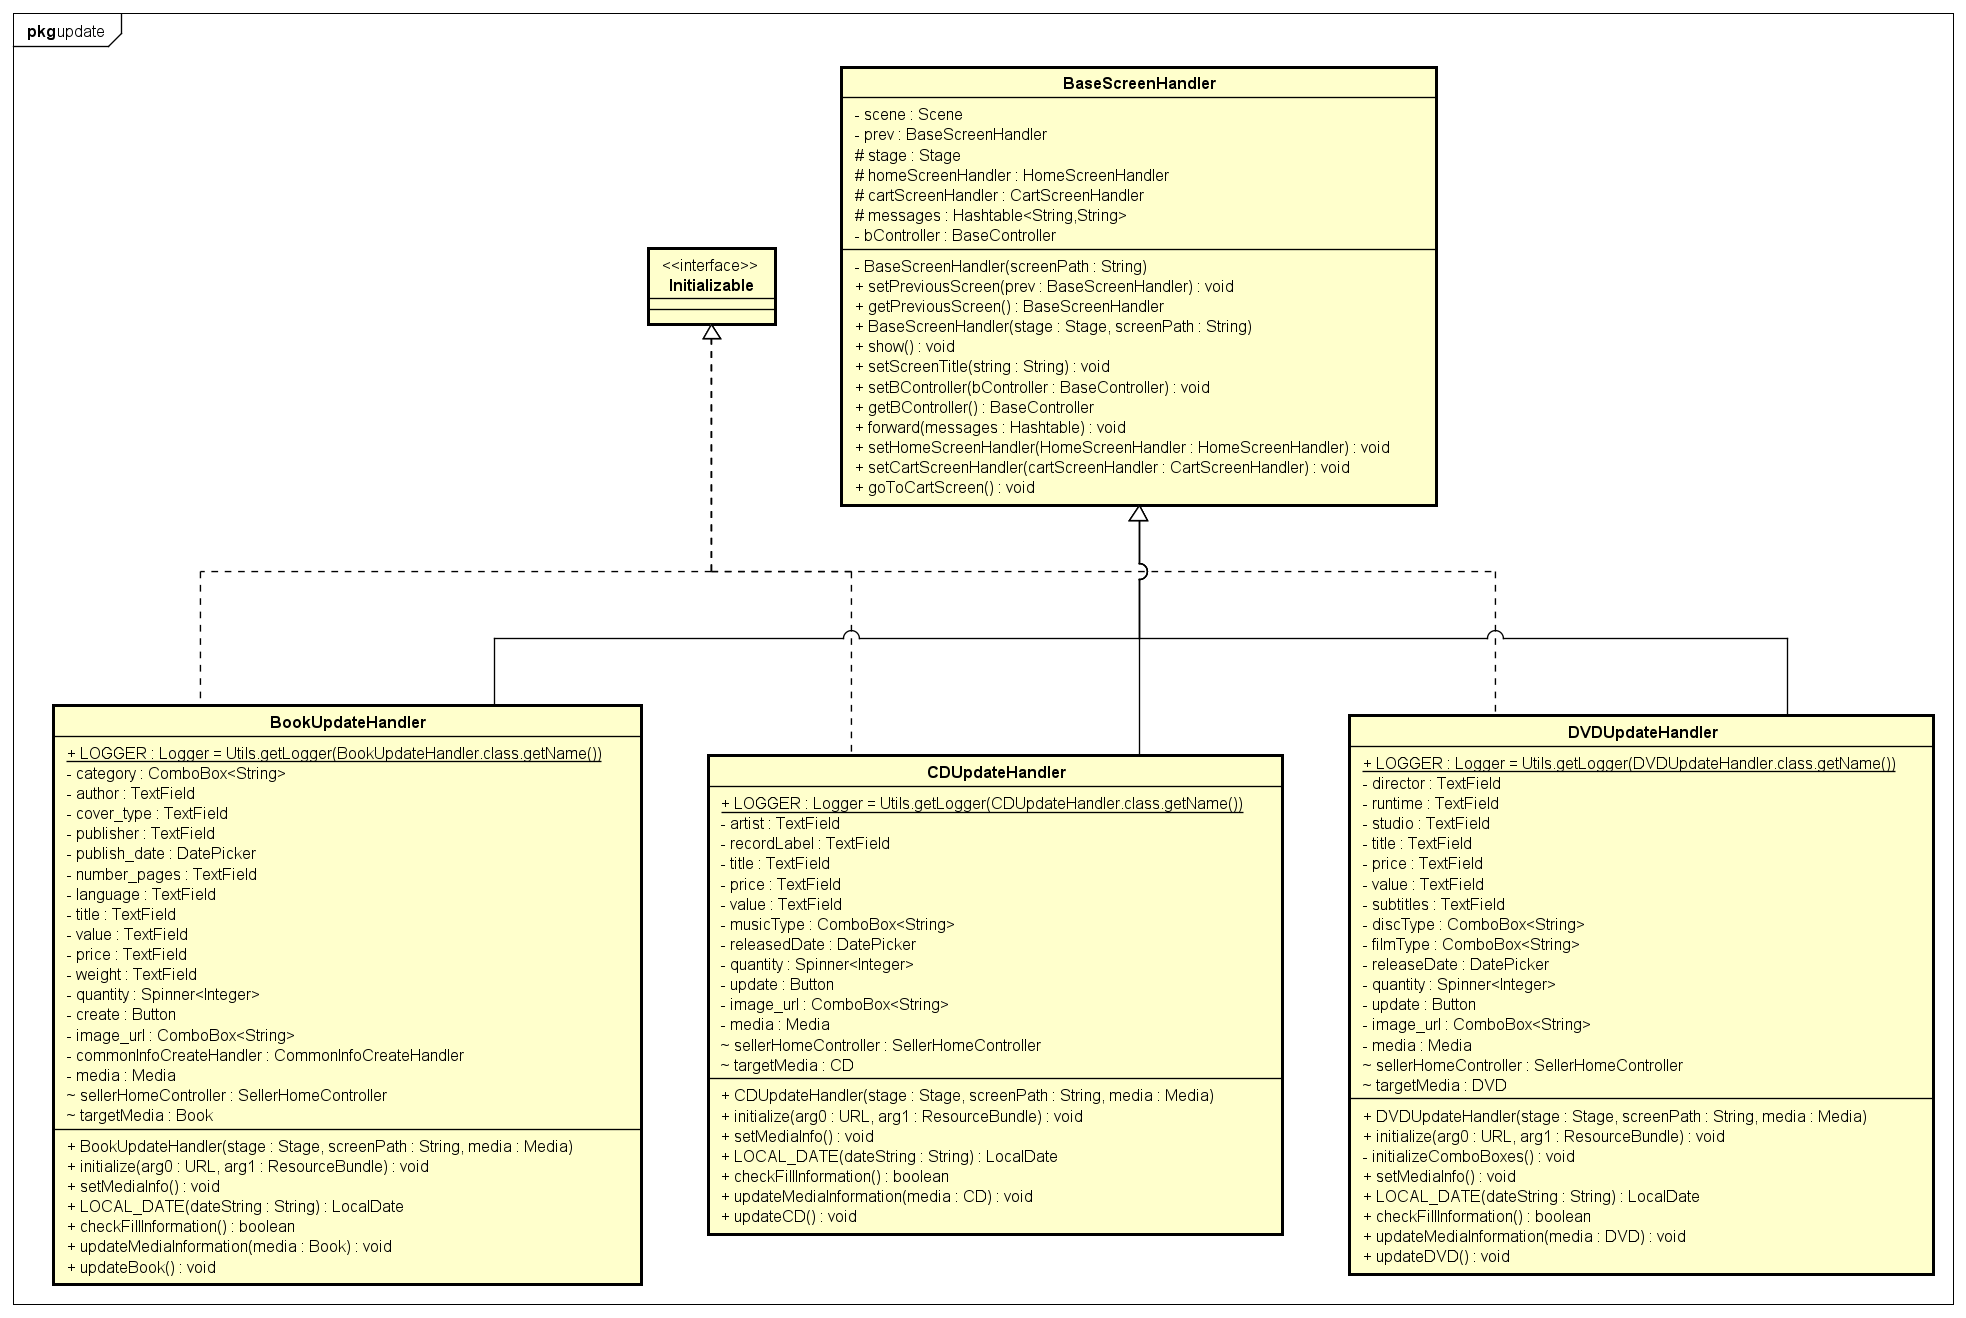 pkg update
BaseScreenHandler
- scene : Scene
- prev : BaseScreenHandler
# stage : Stage
# homeScreenHandler : HomeScreenHandler
# cartScreenHandler : CartScreenHandler
# messages : Hashtable<String,String>
- bController : BaseController
- BaseScreenHandler(screenPath : String)
+ setPreviousScreen(prev : BaseScreenHandler) : void
+ getPreviousScreen() : BaseScreenHandler
+ BaseScreenHandler(stage : Stage, screenPath : String)
+ show() : void
+ setScreenTitle(string : String) : void
+ setBController(bController : BaseController) : void
+ getBController() : BaseController
+ forward(messages : Hashtable) : void
+ setHomeScreenHandler(HomeScreenHandler : HomeScreenHandler) : void
+ setCartScreenHandler(cartScreenHandler : CartScreenHandler) : void
+ goToCartScreen() : void
<<interface>>
Initializable
BookUpdateHandler
+ LOGGER : Logger = Utils.getLogger(BookUpdateHandler.class.getName())
- category : ComboBox<String>
- author : TextField
- cover_type : TextField
- publisher : TextField
- publish_date : DatePicker
- number_pages : TextField
- language : TextField
- title : TextField
- value : TextField
- price : TextField
- weight : TextField
- quantity : Spinner<Integer>
- create : Button
- image_url : ComboBox<String>
- commonInfoCreateHandler : CommonInfoCreateHandler
- media : Media
~ sellerHomeController : SellerHomeController
~ targetMedia : Book
+ BookUpdateHandler(stage : Stage, screenPath : String, media : Media)
+ initialize(arg0 : URL, arg1 : ResourceBundle) : void
+ setMediaInfo() : void
+ LOCAL_DATE(dateString : String) : LocalDate
+ checkFillInformation() : boolean
+ updateMediaInformation(media : Book) : void
+ updateBook() : void
CDUpdateHandler
+ LOGGER : Logger = Utils.getLogger(CDUpdateHandler.class.getName())
- artist : TextField
- recordLabel : TextField
- title : TextField
- price : TextField
- value : TextField
- musicType : ComboBox<String>
- releasedDate : DatePicker
- quantity : Spinner<Integer>
- update : Button
- image_url : ComboBox<String>
- media : Media
~ sellerHomeController : SellerHomeController
~ targetMedia : CD
+ CDUpdateHandler(stage : Stage, screenPath : String, media : Media)
+ initialize(arg0 : URL, arg1 : ResourceBundle) : void
+ setMediaInfo() : void
+ LOCAL_DATE(dateString : String) : LocalDate
+ checkFillInformation() : boolean
+ updateMediaInformation(media : CD) : void
+ updateCD() : void
DVDUpdateHandler
+ LOGGER : Logger = Utils.getLogger(DVDUpdateHandler.class.getName())
- director : TextField
- runtime : TextField
- studio : TextField
- title : TextField
- price : TextField
- value : TextField
- subtitles : TextField
- discType : ComboBox<String>
- filmType : ComboBox<String>
- releaseDate : DatePicker
- quantity : Spinner<Integer>
- update : Button
- image_url : ComboBox<String>
- media : Media
~ sellerHomeController : SellerHomeController
~ targetMedia : DVD
+ DVDUpdateHandler(stage : Stage, screenPath : String, media : Media)
+ initialize(arg0 : URL, arg1 : ResourceBundle) : void
- initializeComboBoxes() : void
+ setMediaInfo() : void
+ LOCAL_DATE(dateString : String) : LocalDate
+ checkFillInformation() : boolean
+ updateMediaInformation(media : DVD) : void
+ updateDVD() : void